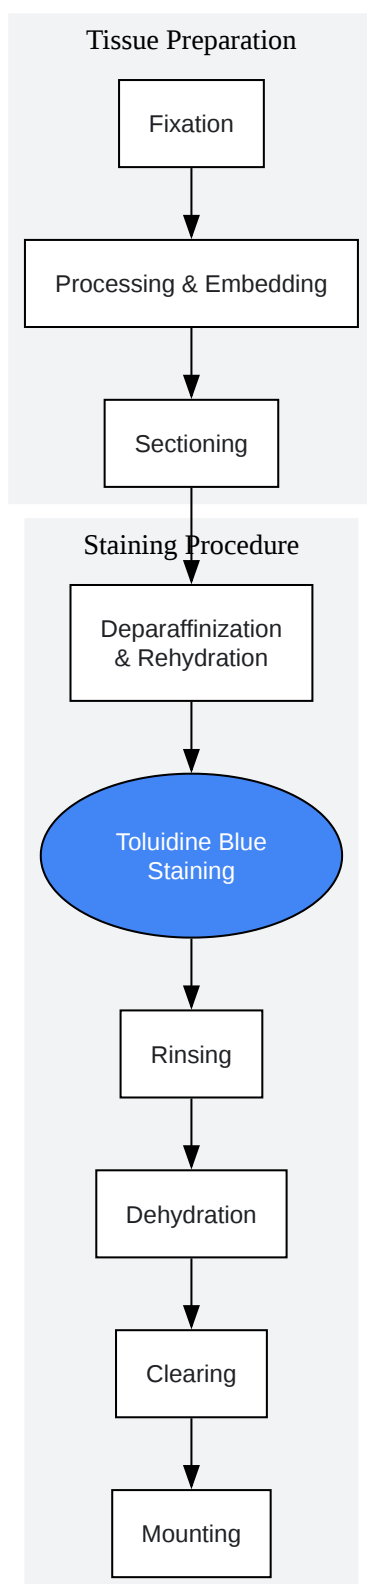 Tissue Preparation
Fixation
Processing & Embedding
Sectioning
Staining Procedure
Deparaffinization
& Rehydration
Toluidine Blue
Staining
Rinsing
Dehydration
Clearing
Mounting